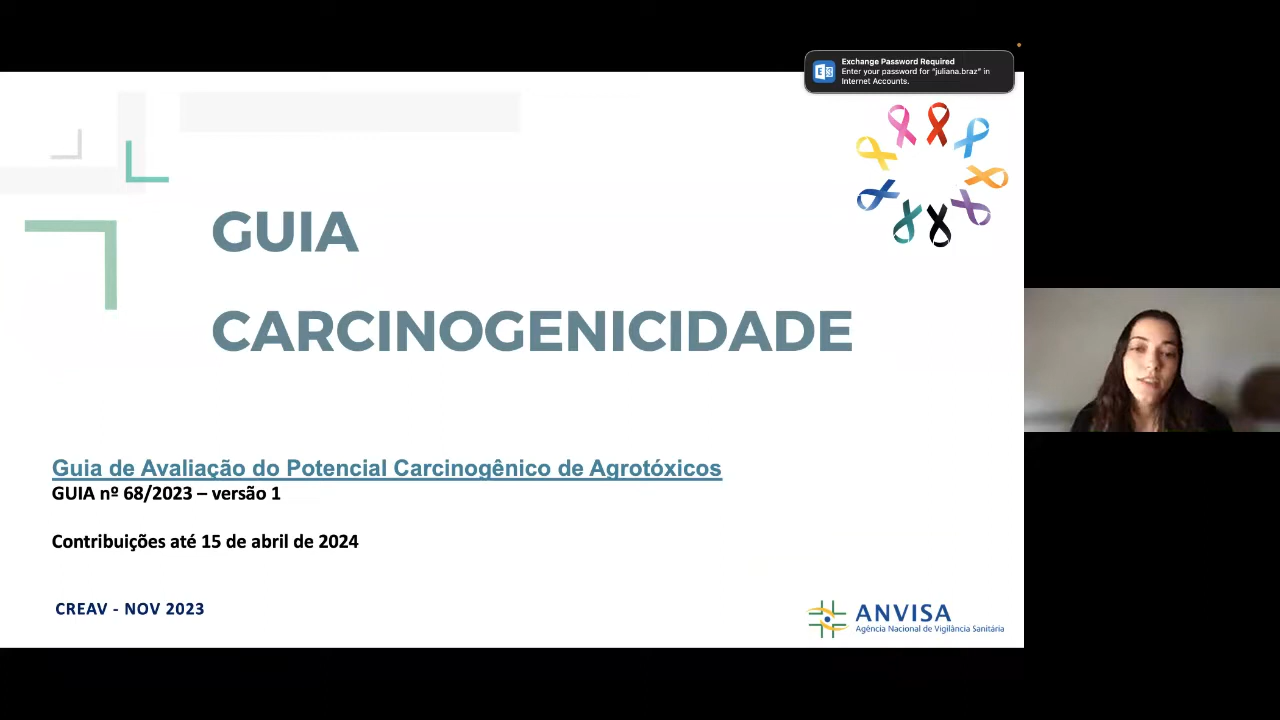 Exchange Password Required
Enter your password for "juliana.braz" in
Internet Accounts.
GUIA
CARCINOGENICIDADE
Guia de Avaliação do Potencial Carcinogênico de Agrotóxicos
GUIA nº 68/2023 – versão 1
Contribuições até 15 de abril de 2024
CREAV - NOV 2023
ANVISA
Agência Nacional de Vigilância Sanitária